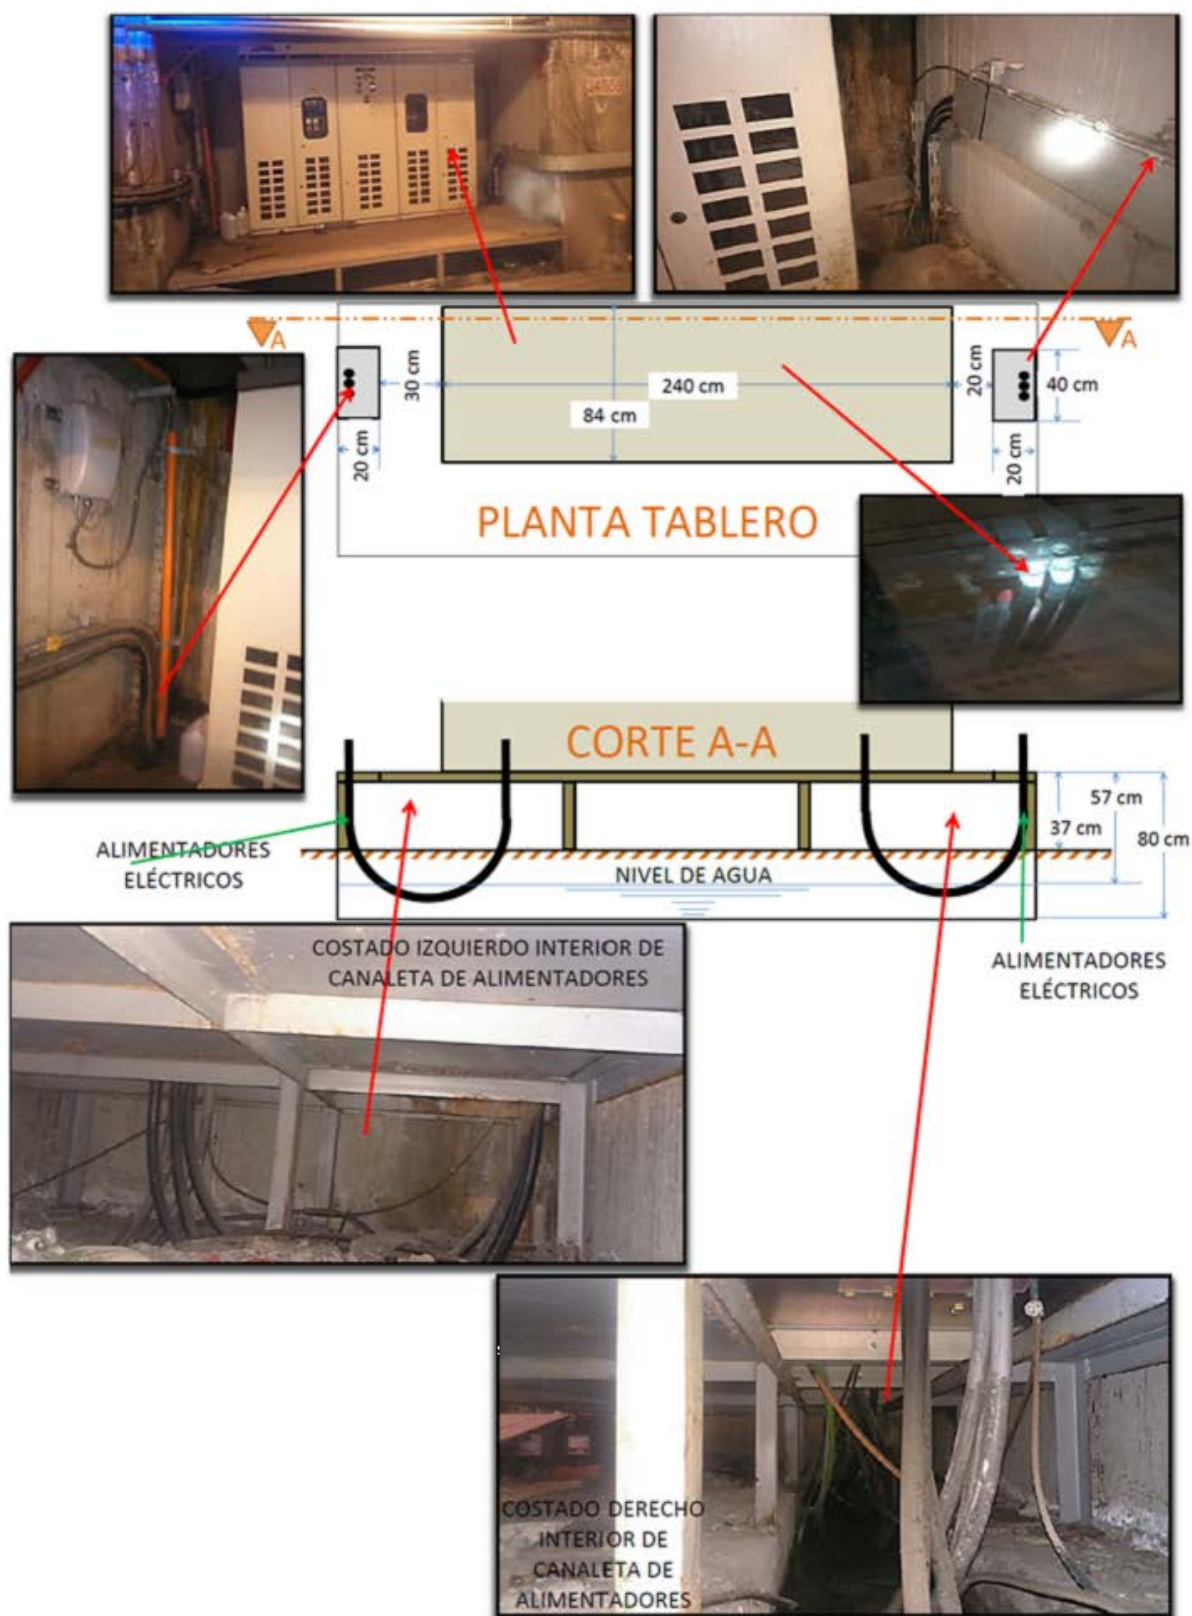 A
A
30 cm
240 cm
20 cm
40 cm
84 cm
20 cm
20 cm
PLANTA TABLERO
CORTE A-A
57 cm
37 cm
80 cm
ALIMENTADORES
ELÉCTRICOS
NIVEL DE AGUA
COSTADO IZQUIERDO INTERIOR DE
CANALETA DE ALIMENTADORES
ALIMENTADORES
ELÉCTRICOS
COSTADO DERECHO
INTERIOR DE
CANALETA DE
ALIMENTADORES